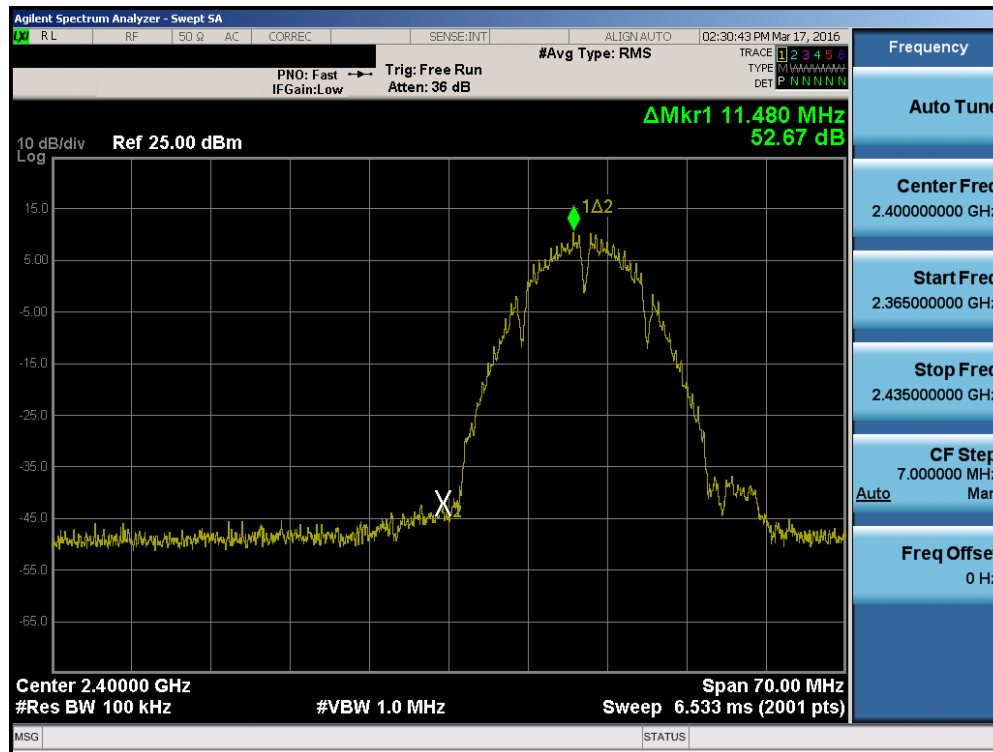 Agilent Spectrum Analyzer - Swept SA
LXI RL RF 50 Ω AC CORREC SENSE:INT ALIGN AUTO 02:30:43 PM Mar 17, 2016
#Avg Type: RMS TRACE 1 2 3 4 5 6
PNO: Fast Trig: Free Run TYPE M WWWWW
IFGain:Low Atten: 36 dB DET P N N N N N
ΔMkr1 11.480 MHz
52.67 dB
10 dB/div Ref 25.00 dBm
Log
15.0
1Δ2
5.00
-5.00
-15.0
-25.0
-35.0
X2
-45.0
-55.0
-65.0
Center 2.40000 GHz Span 70.00 MHz
#Res BW 100 kHz #VBW 1.0 MHz Sweep 6.533 ms (2001 pts)
MSG STATUS
Frequency
Auto Tune
Center Freq
2.400000000 GHz
Start Freq
2.365000000 GHz
Stop Freq
2.435000000 GHz
CF Step
7.000000 MHz
Auto Man
Freq Offset
0 Hz